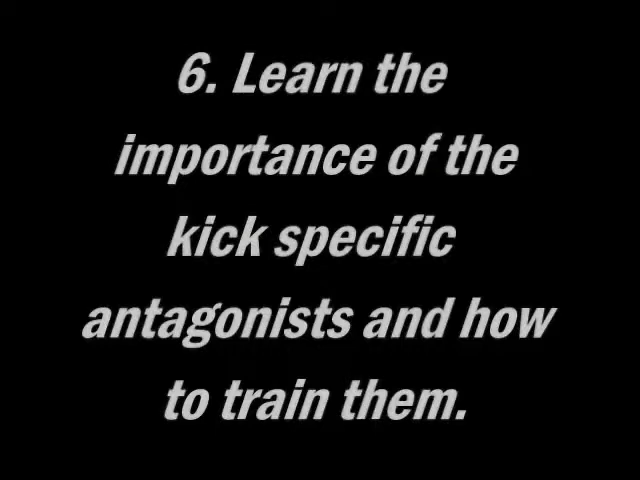 6. Learn the
importance of the
kick specific
antagonists and how
to train them.